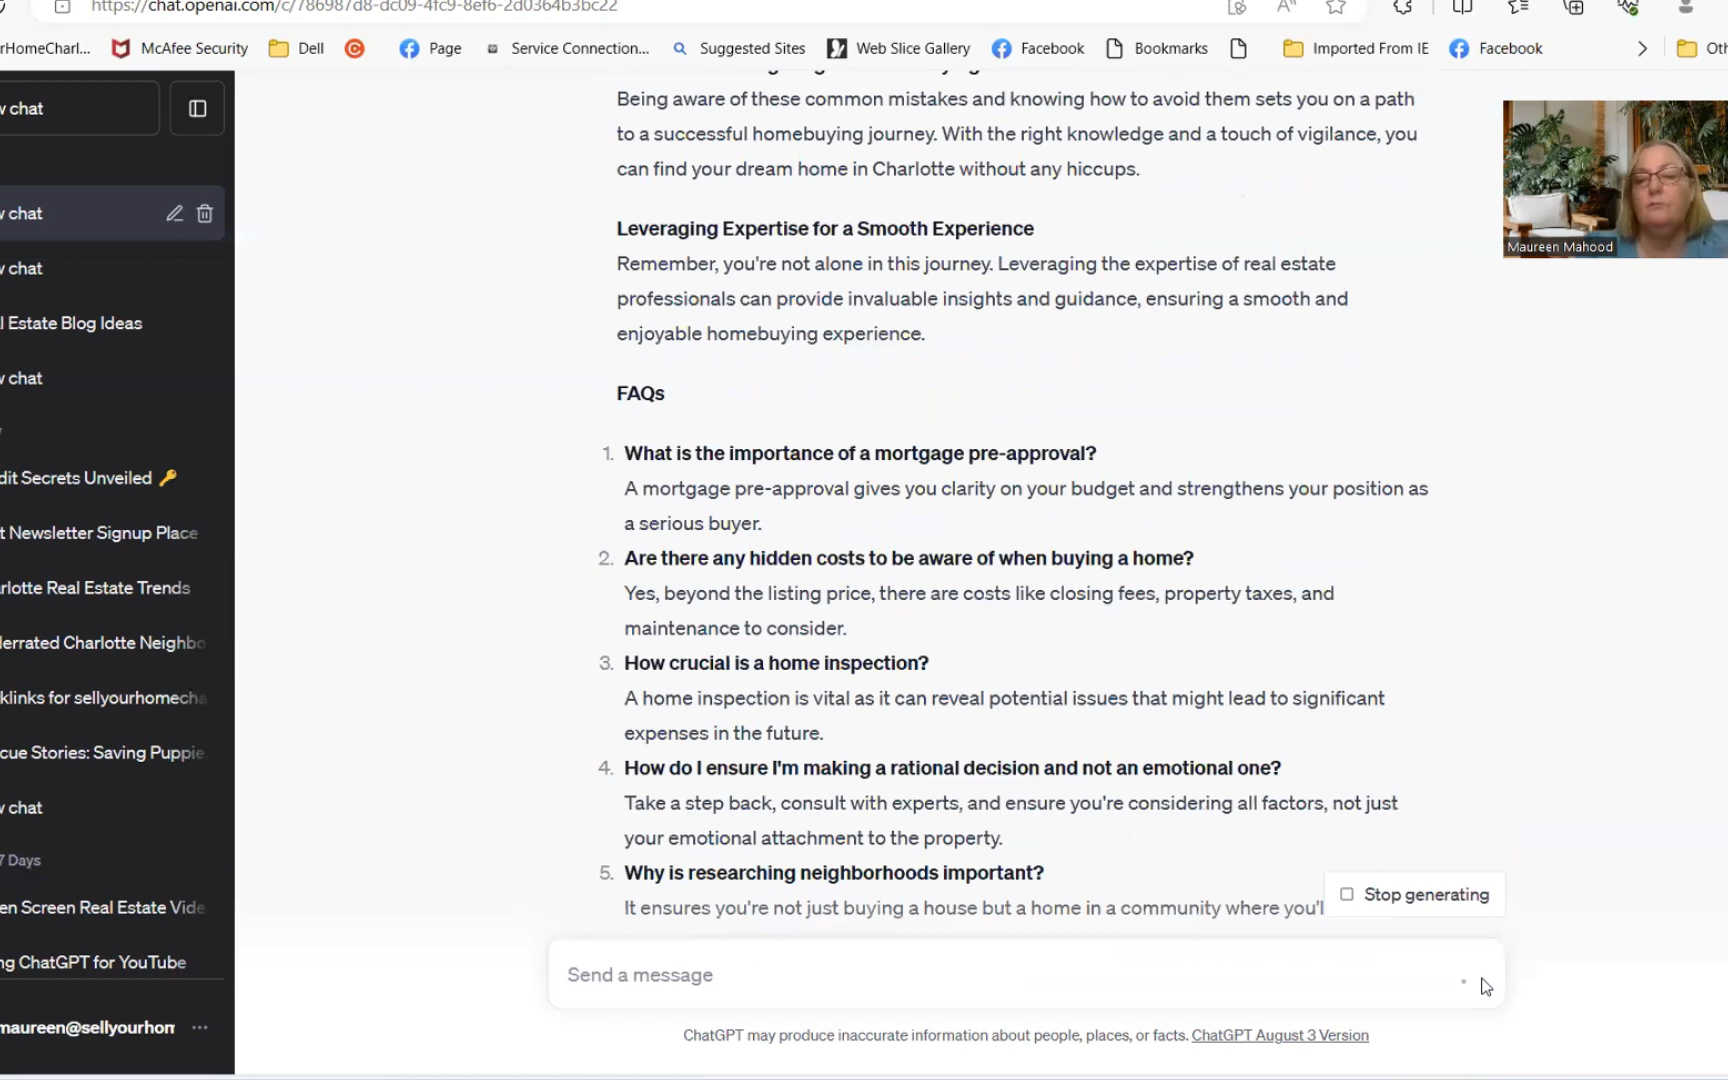 https://chat.openai.com/c/786987d8-dc09-4fc9-8ef6-2d0364b3bc22
rHomeCharl... McAfee Security Dell Page Service Connection... Suggested Sites Web Slice Gallery Facebook Bookmarks Imported From IE Facebook Oth
w chat
w chat
w chat
l Estate Blog Ideas
w chat
dit Secrets Unveiled 🔑
t Newsletter Signup Place
rlotte Real Estate Trends
derrated Charlotte Neighbo
klinks for sellyourhomecha
cue Stories: Saving Puppie
w chat
7 Days
en Screen Real Estate Vide
ng ChatGPT for YouTube
maureen@sellyourhom ...
Being aware of these common mistakes and knowing how to avoid them sets you on a path
to a successful homebuying journey. With the right knowledge and a touch of vigilance, you
can find your dream home in Charlotte without any hiccups.
Leveraging Expertise for a Smooth Experience
Remember, you're not alone in this journey. Leveraging the expertise of real estate
professionals can provide invaluable insights and guidance, ensuring a smooth and
enjoyable homebuying experience.
FAQs
1. What is the importance of a mortgage pre-approval?
A mortgage pre-approval gives you clarity on your budget and strengthens your position as
a serious buyer.
2. Are there any hidden costs to be aware of when buying a home?
Yes, beyond the listing price, there are costs like closing fees, property taxes, and
maintenance to consider.
3. How crucial is a home inspection?
A home inspection is vital as it can reveal potential issues that might lead to significant
expenses in the future.
4. How do I ensure I'm making a rational decision and not an emotional one?
Take a step back, consult with experts, and ensure you're considering all factors, not just
your emotional attachment to the property.
5. Why is researching neighborhoods important?
It ensures you're not just buying a house but a home in a community where you'l
Stop generating
Send a message
ChatGPT may produce inaccurate information about people, places, or facts. ChatGPT August 3 Version
Maureen Mahood